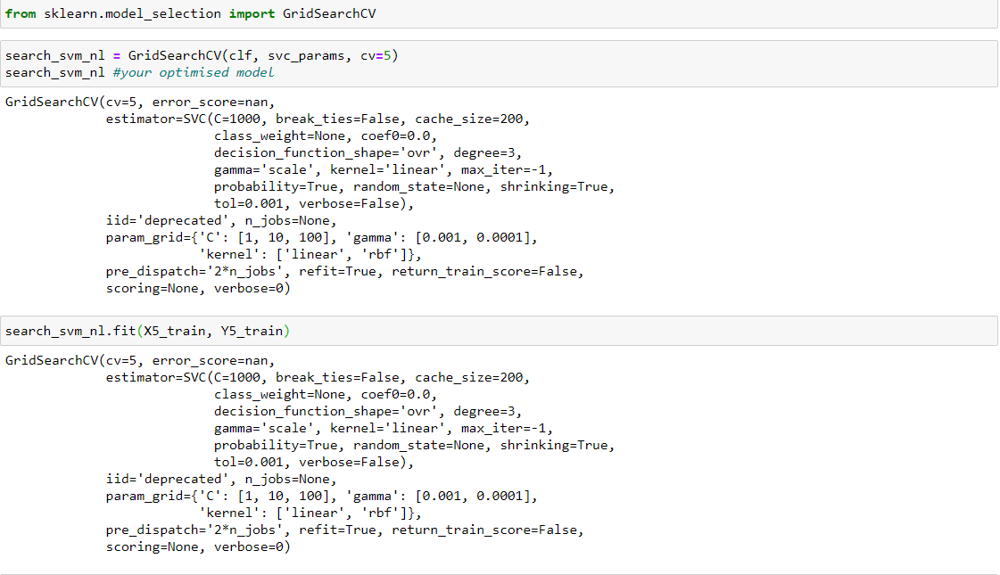 from sklearn.model_selection import GridSearchCV
search_svm_nl = GridSearchCV(clf, svc_params, cv=5)
search_svm_nl #your optimised model
GridSearchCV(cv=5, error_score=nan,
             estimator=SVC(C=1000, break_ties=False, cache_size=200,
                           class_weight=None, coef0=0.0,
                           decision_function_shape='ovr', degree=3,
                           gamma='scale', kernel='linear', max_iter=-1,
                           probability=True, random_state=None, shrinking=True,
                           tol=0.001, verbose=False),
             iid='deprecated', n_jobs=None,
             param_grid={'C': [1, 10, 100], 'gamma': [0.001, 0.0001],
                         'kernel': ['linear', 'rbf']},
             pre_dispatch='2*n_jobs', refit=True, return_train_score=False,
             scoring=None, verbose=0)
search_svm_nl.fit(X5_train, Y5_train)
GridSearchCV(cv=5, error_score=nan,
             estimator=SVC(C=1000, break_ties=False, cache_size=200,
                           class_weight=None, coef0=0.0,
                           decision_function_shape='ovr', degree=3,
                           gamma='scale', kernel='linear', max_iter=-1,
                           probability=True, random_state=None, shrinking=True,
                           tol=0.001, verbose=False),
             iid='deprecated', n_jobs=None,
             param_grid={'C': [1, 10, 100], 'gamma': [0.001, 0.0001],
                         'kernel': ['linear', 'rbf']},
             pre_dispatch='2*n_jobs', refit=True, return_train_score=False,
             scoring=None, verbose=0)